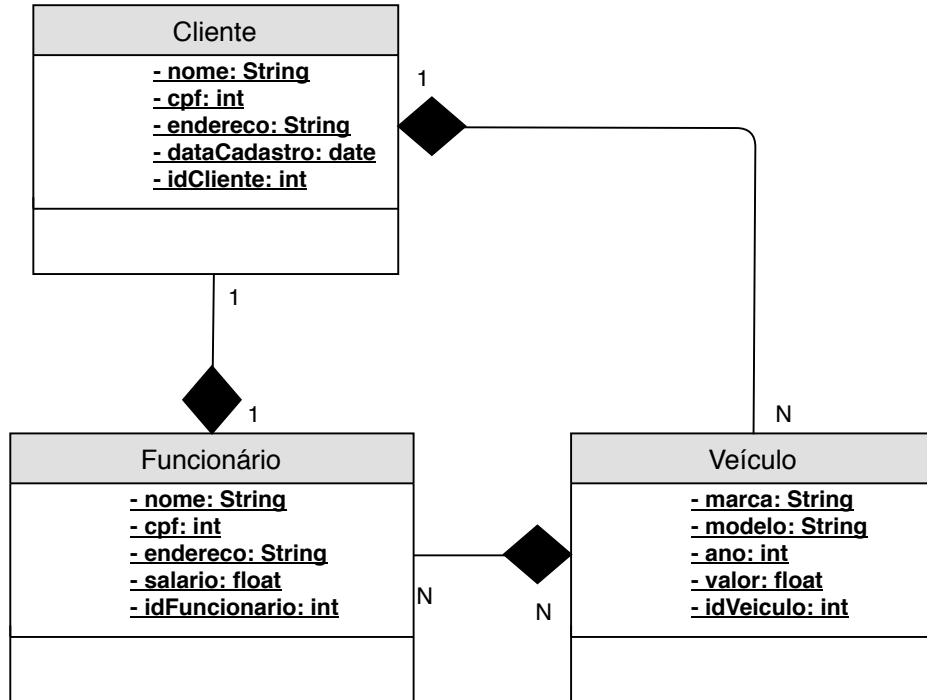 Cliente
- nome: String
- cpf: int
- endereco: String
- dataCadastro: date
- idCliente: int
1
1
1
N
Funcionário
- nome: String
- cpf: int
- endereco: String
- salario: float
- idFuncionario: int
N
N
Veículo
- marca: String
- modelo: String
- ano: int
- valor: float
- idVeiculo: int